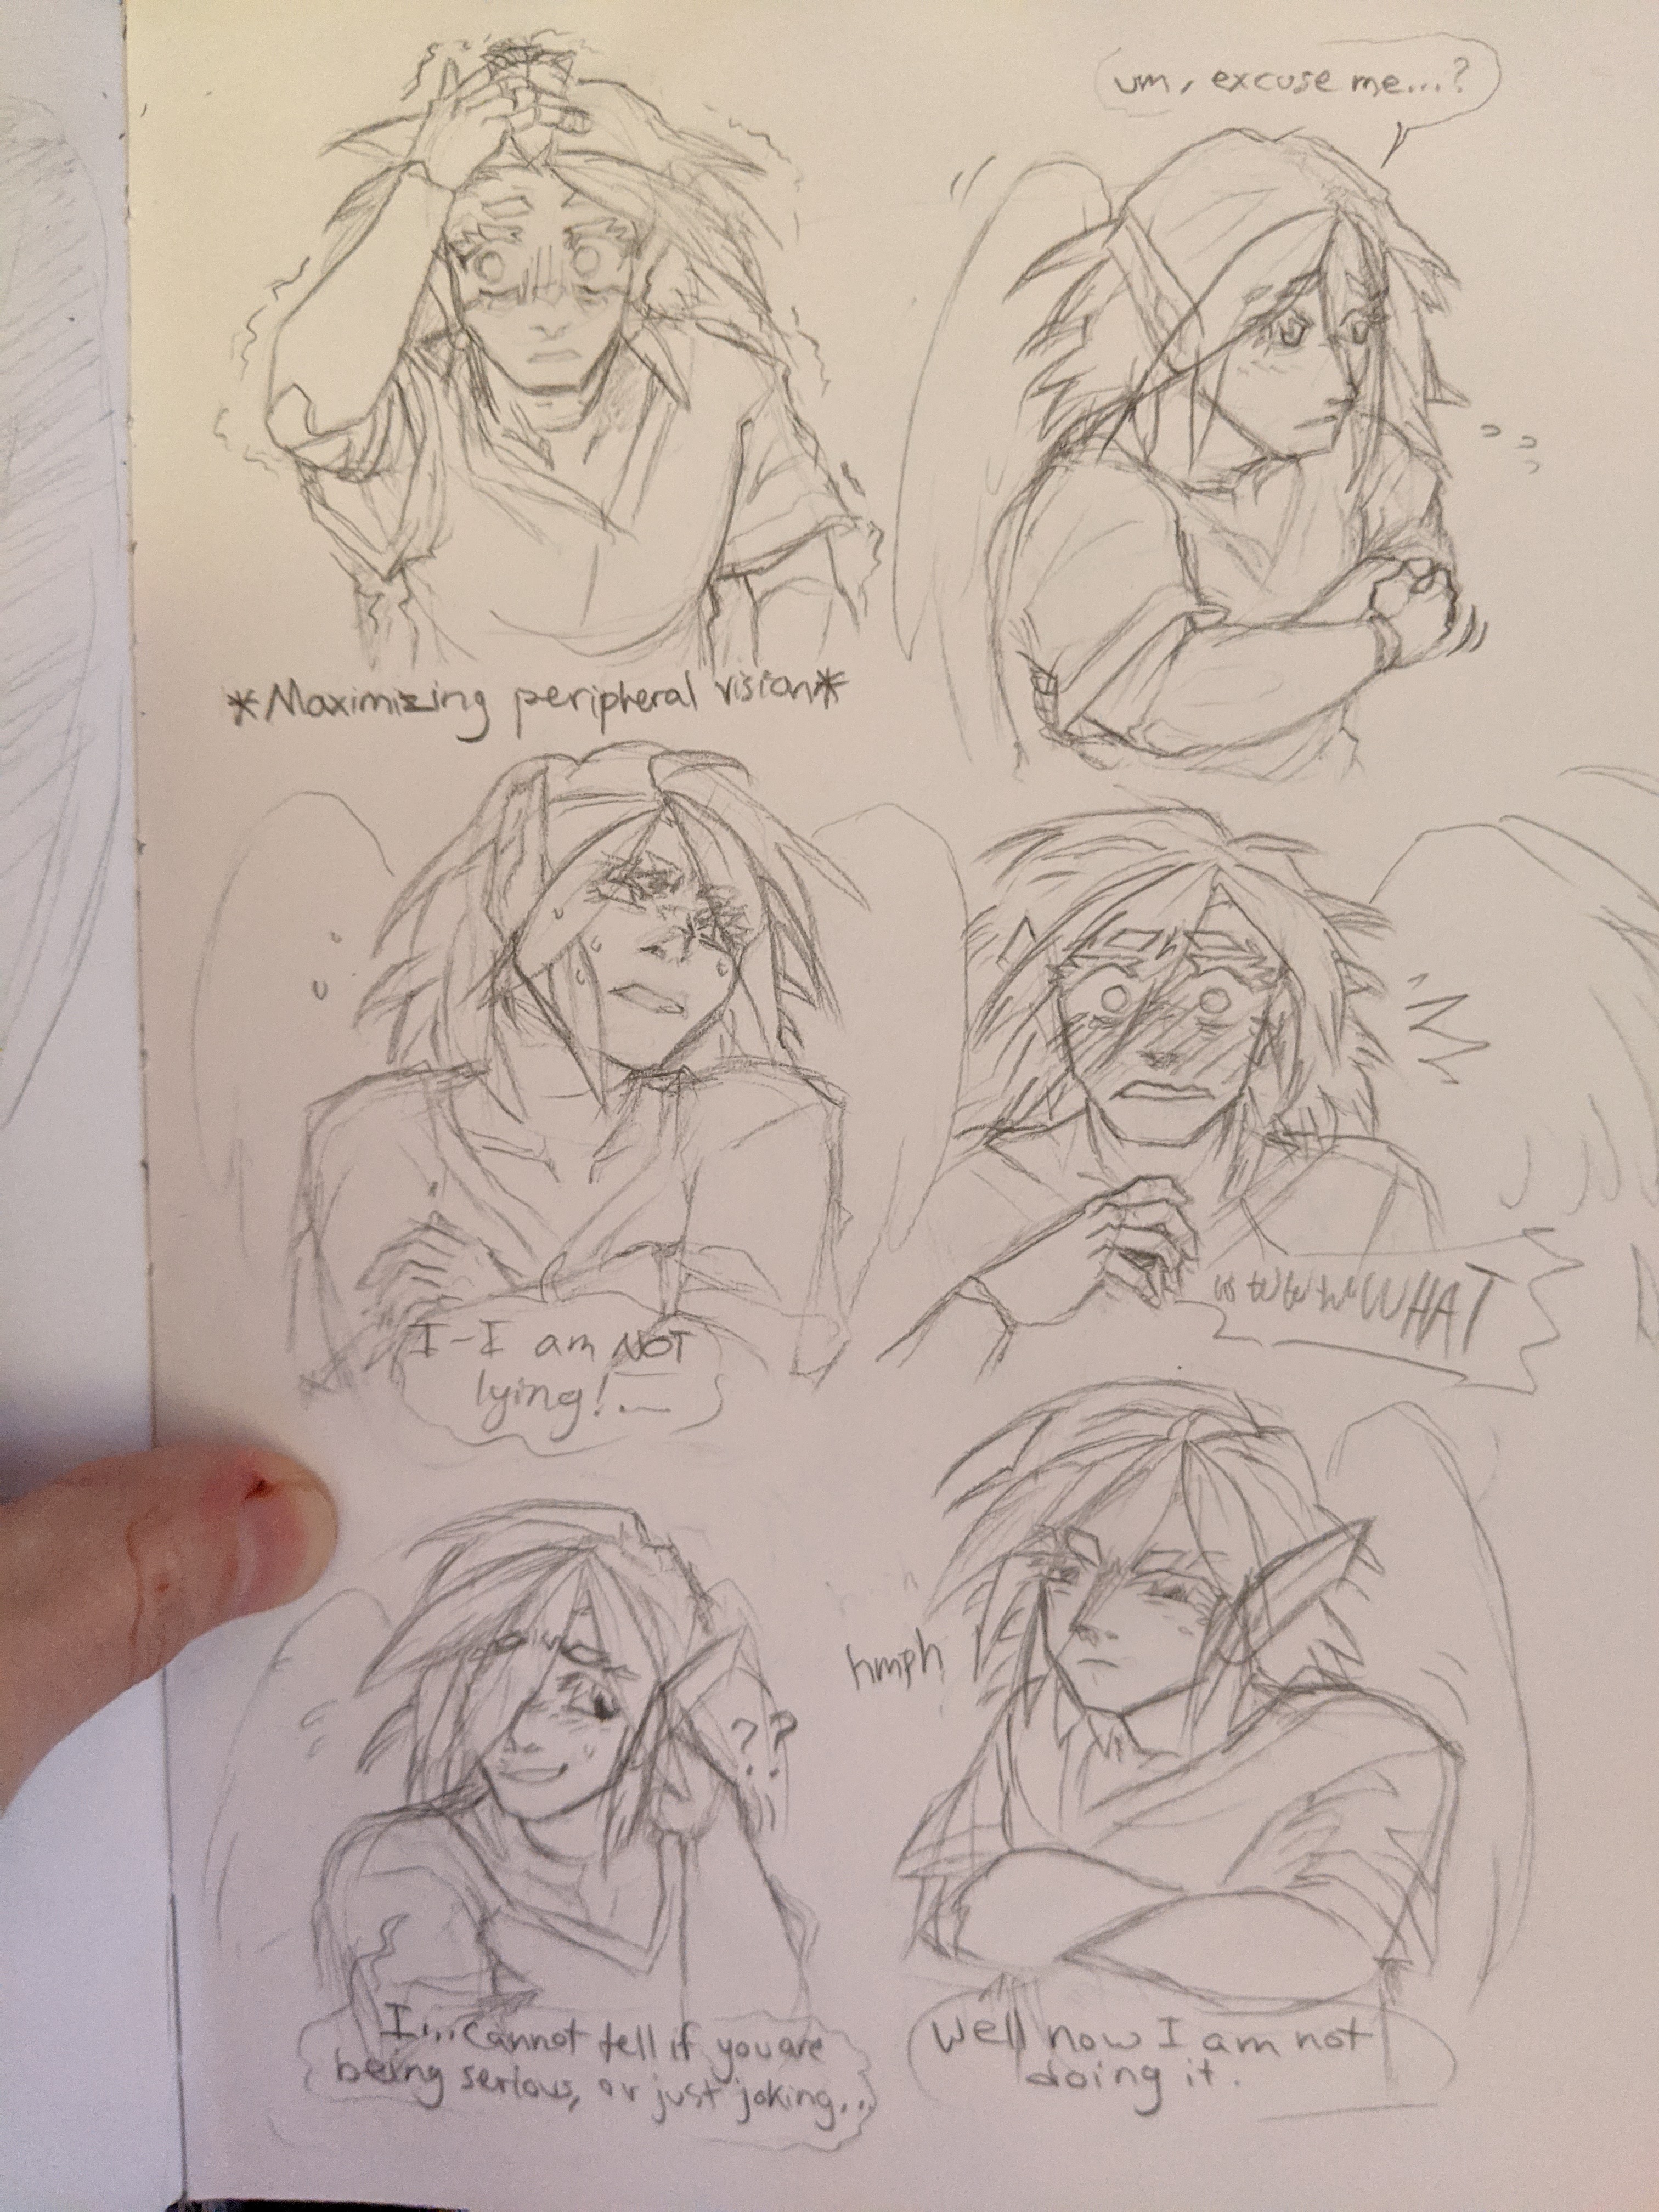 um, excuse me...?
*Maximizing peripheral vision*
I-I am NOT
lying!
WHAT
hmph
??
I... cannot tell if you are
being serious, or just joking...
Well now I am not
doing it.